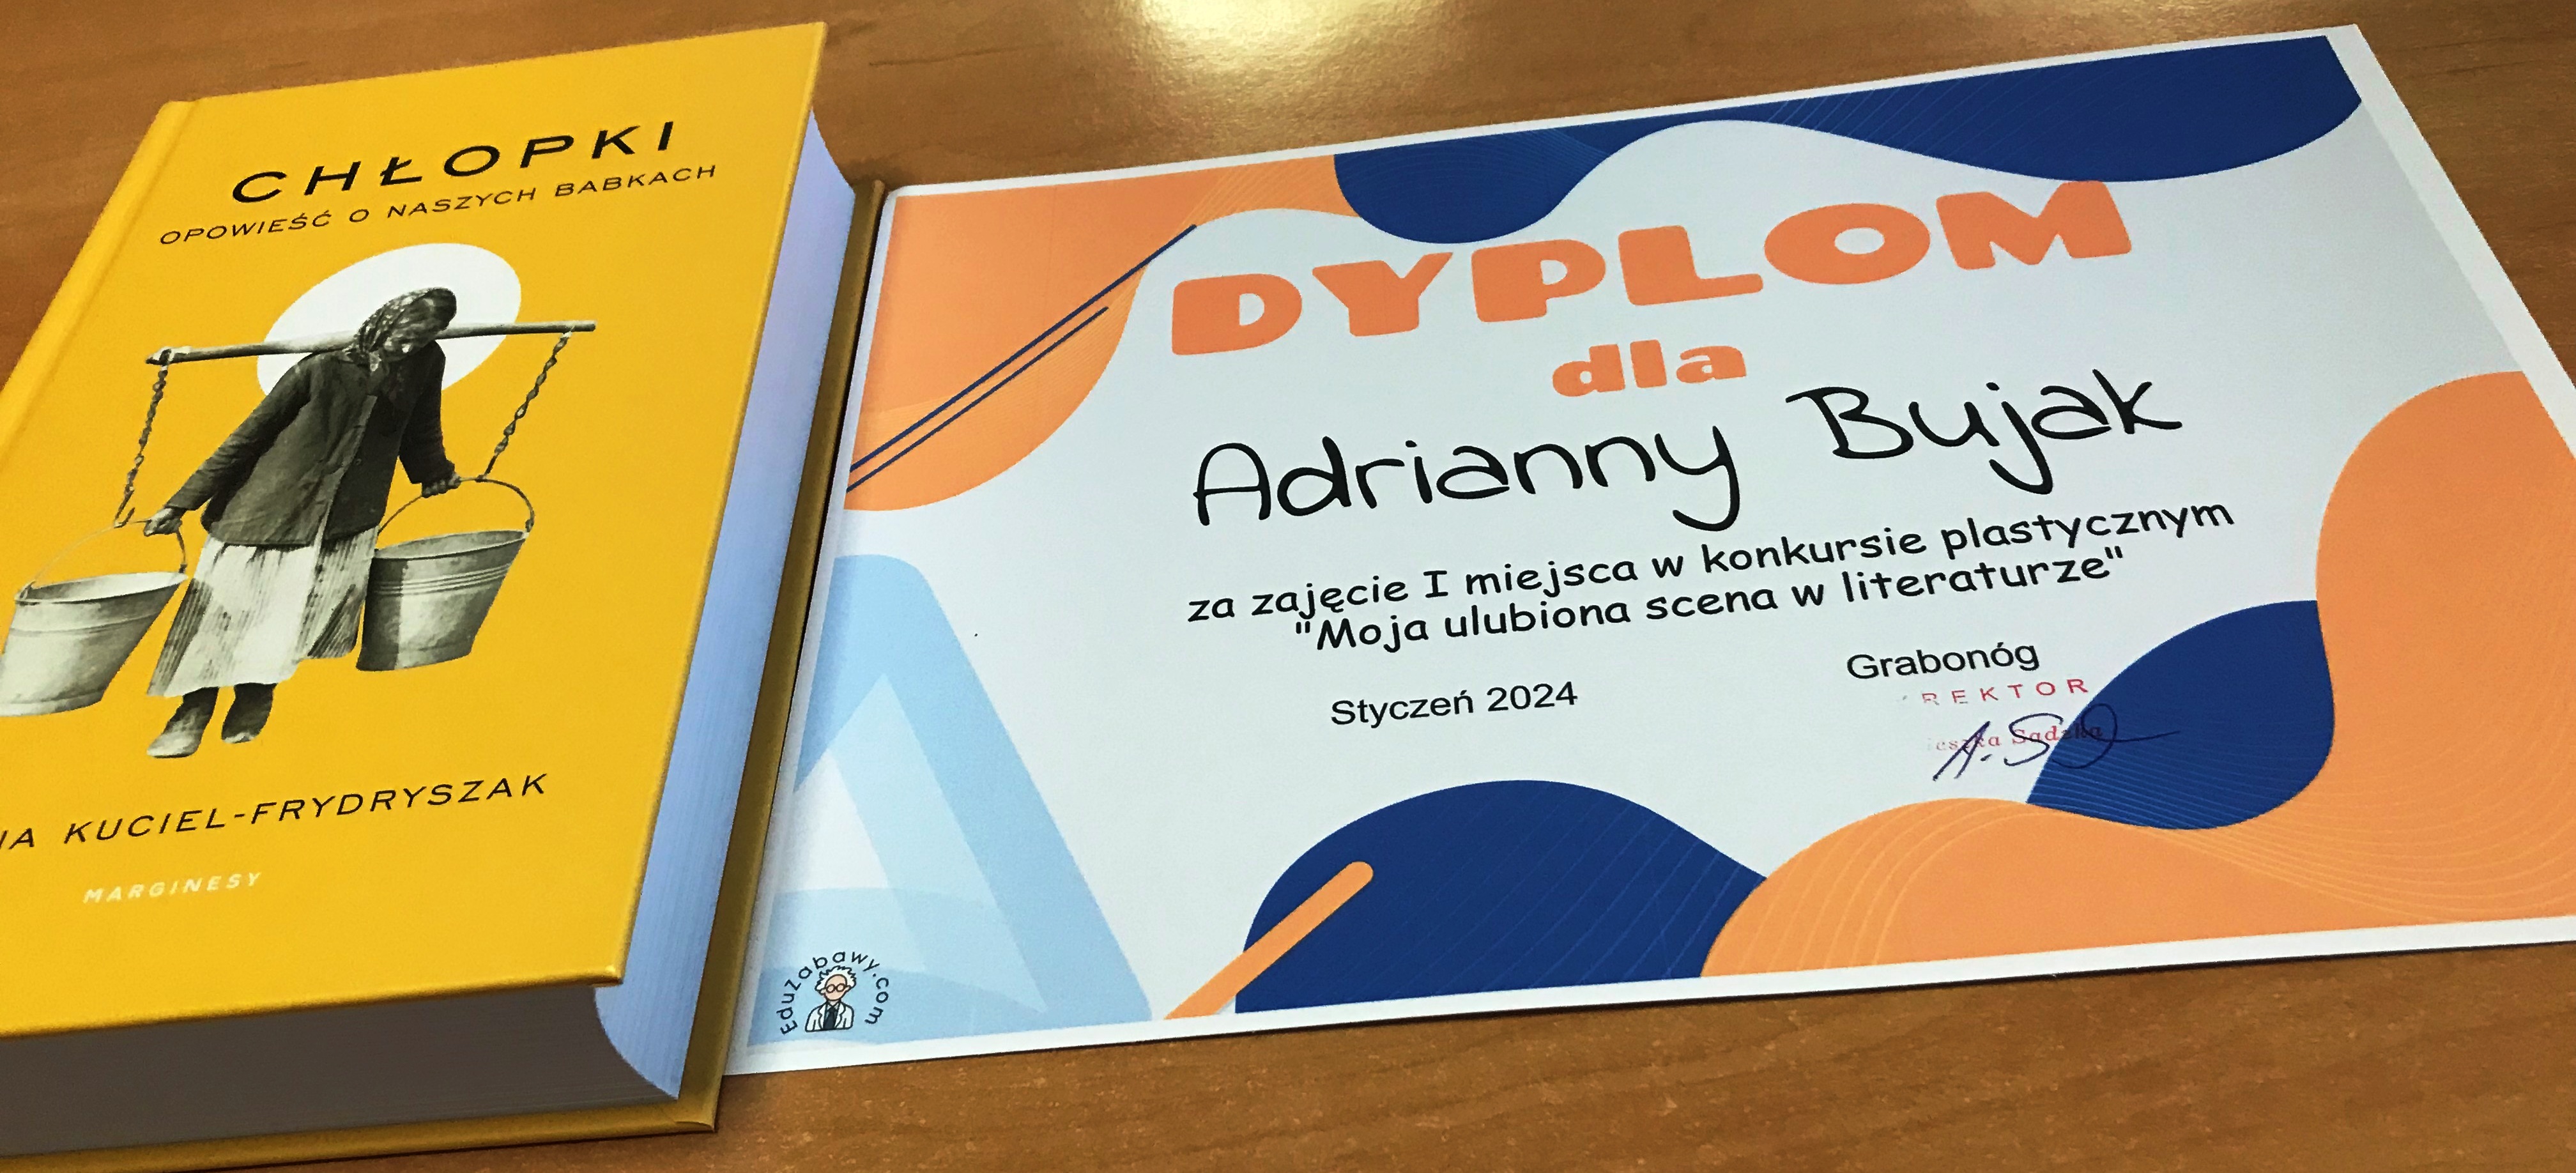 CHŁOPKI
OPOWIEŚĆ O NASZYCH BABKACH
KUCIEL-FRYDRYSZAK
MARGINESY
DYPLOM
dla
Adrianny Bujak
za zajęcie I miejsca w konkursie plastycznym
"Moja ulubiona scena w literaturze"
Styczeń 2024
Grabonóg
REKTOR
A. S
Eduzabawy.com